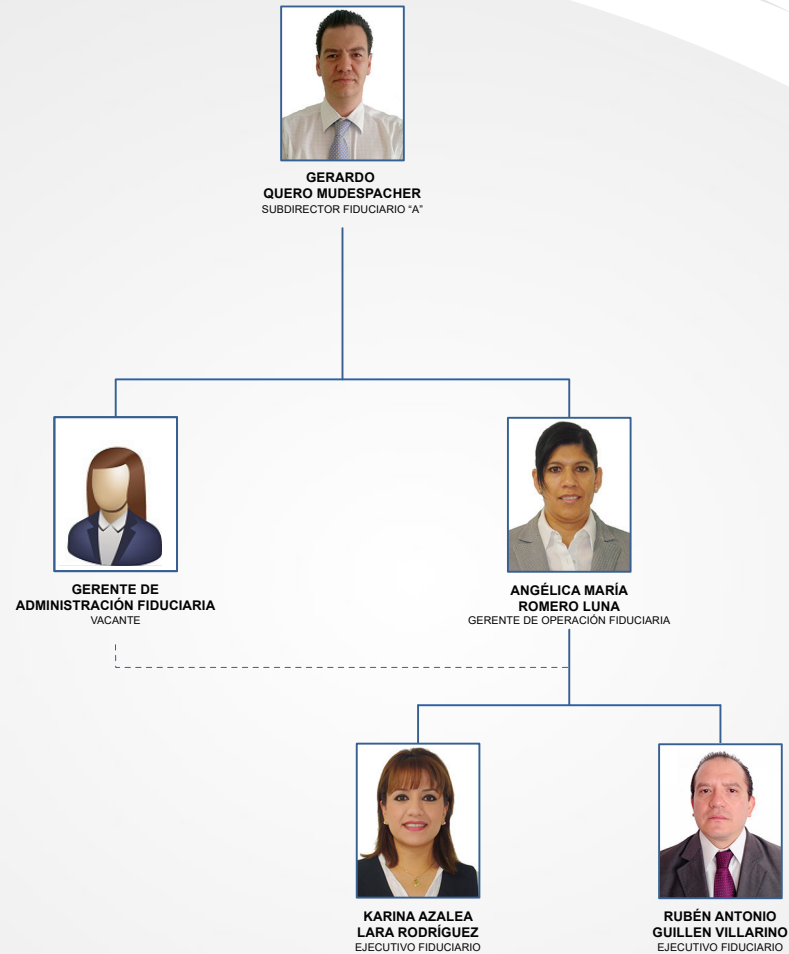 GERARDO
QUERO MUDESPACHER
SUBDIRECTOR FIDUCIARIO “A”
GERENTE DE
ADMINISTRACIÓN FIDUCIARIA
VACANTE
ANGÉLICA MARÍA
ROMERO LUNA
GERENTE DE OPERACIÓN FIDUCIARIA
KARINA AZALEA
LARA RODRÍGUEZ
EJECUTIVO FIDUCIARIO
RUBÉN ANTONIO
GUILLEN VILLARINO
EJECUTIVO FIDUCIARIO